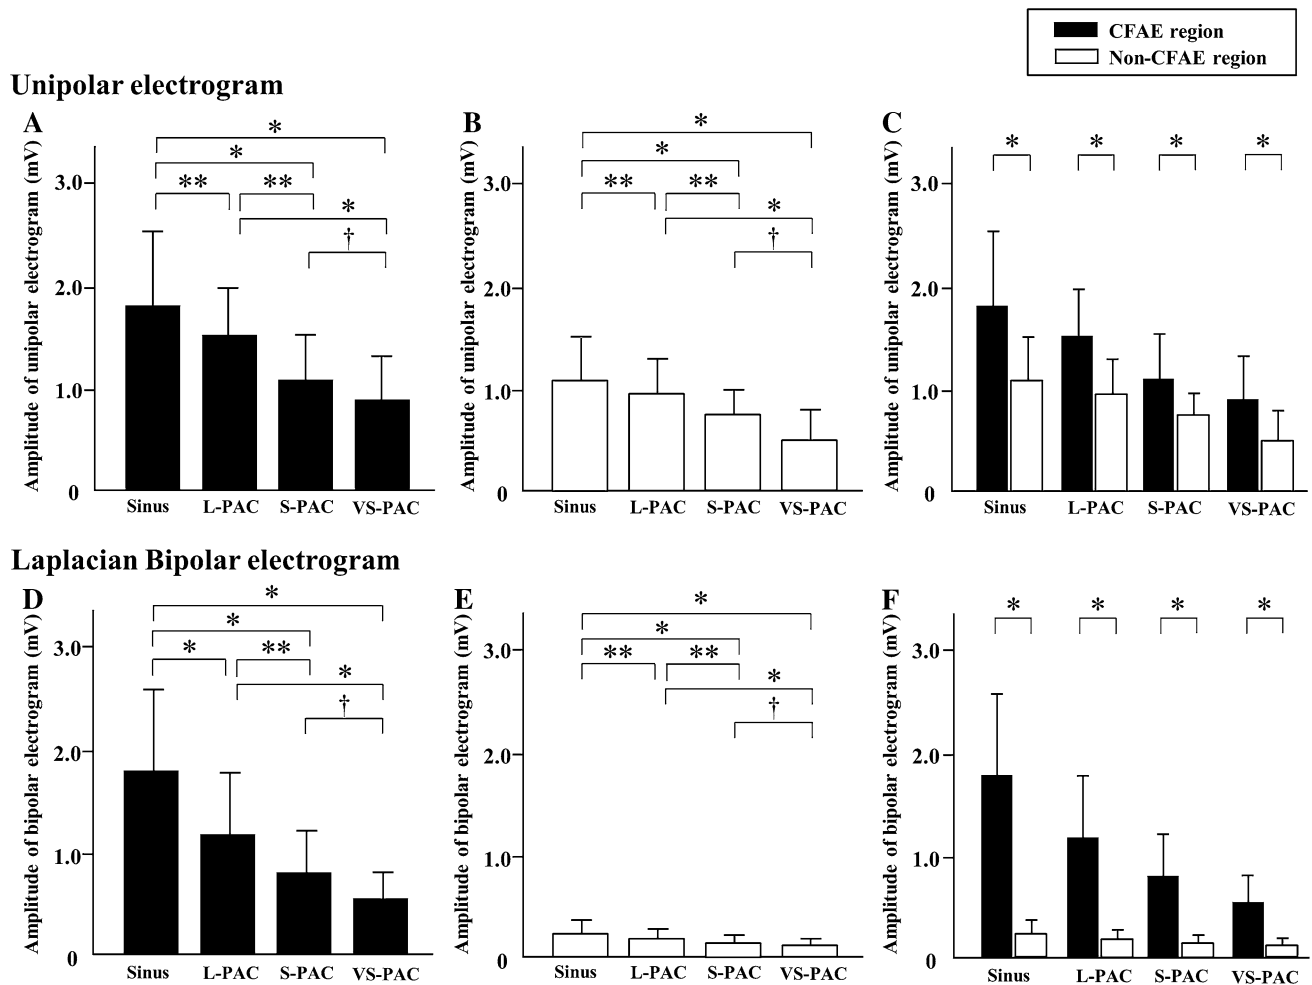 CFAE region
Non-CFAE region
Unipolar electrogram
A
Amplitude of unipolar electrogram (mV)
3.0
2.0
1.0
0
*
*
** **
*
†
Sinus L-PAC S-PAC VS-PAC
B
Amplitude of unipolar electrogram (mV)
3.0
2.0
1.0
0
*
*
** **
*
†
Sinus L-PAC S-PAC VS-PAC
C
Amplitude of unipolar electrogram (mV)
3.0
2.0
1.0
0
* * * *
Sinus L-PAC S-PAC VS-PAC
Laplacian Bipolar electrogram
D
Amplitude of bipolar electrogram (mV)
3.0
2.0
1.0
0
*
*
* **
*
†
Sinus L-PAC S-PAC VS-PAC
E
Amplitude of bipolar electrogram (mV)
3.0
2.0
1.0
0
*
*
** **
*
†
Sinus L-PAC S-PAC VS-PAC
F
Amplitude of bipolar electrogram (mV)
3.0
2.0
1.0
0
* * * *
Sinus L-PAC S-PAC VS-PAC